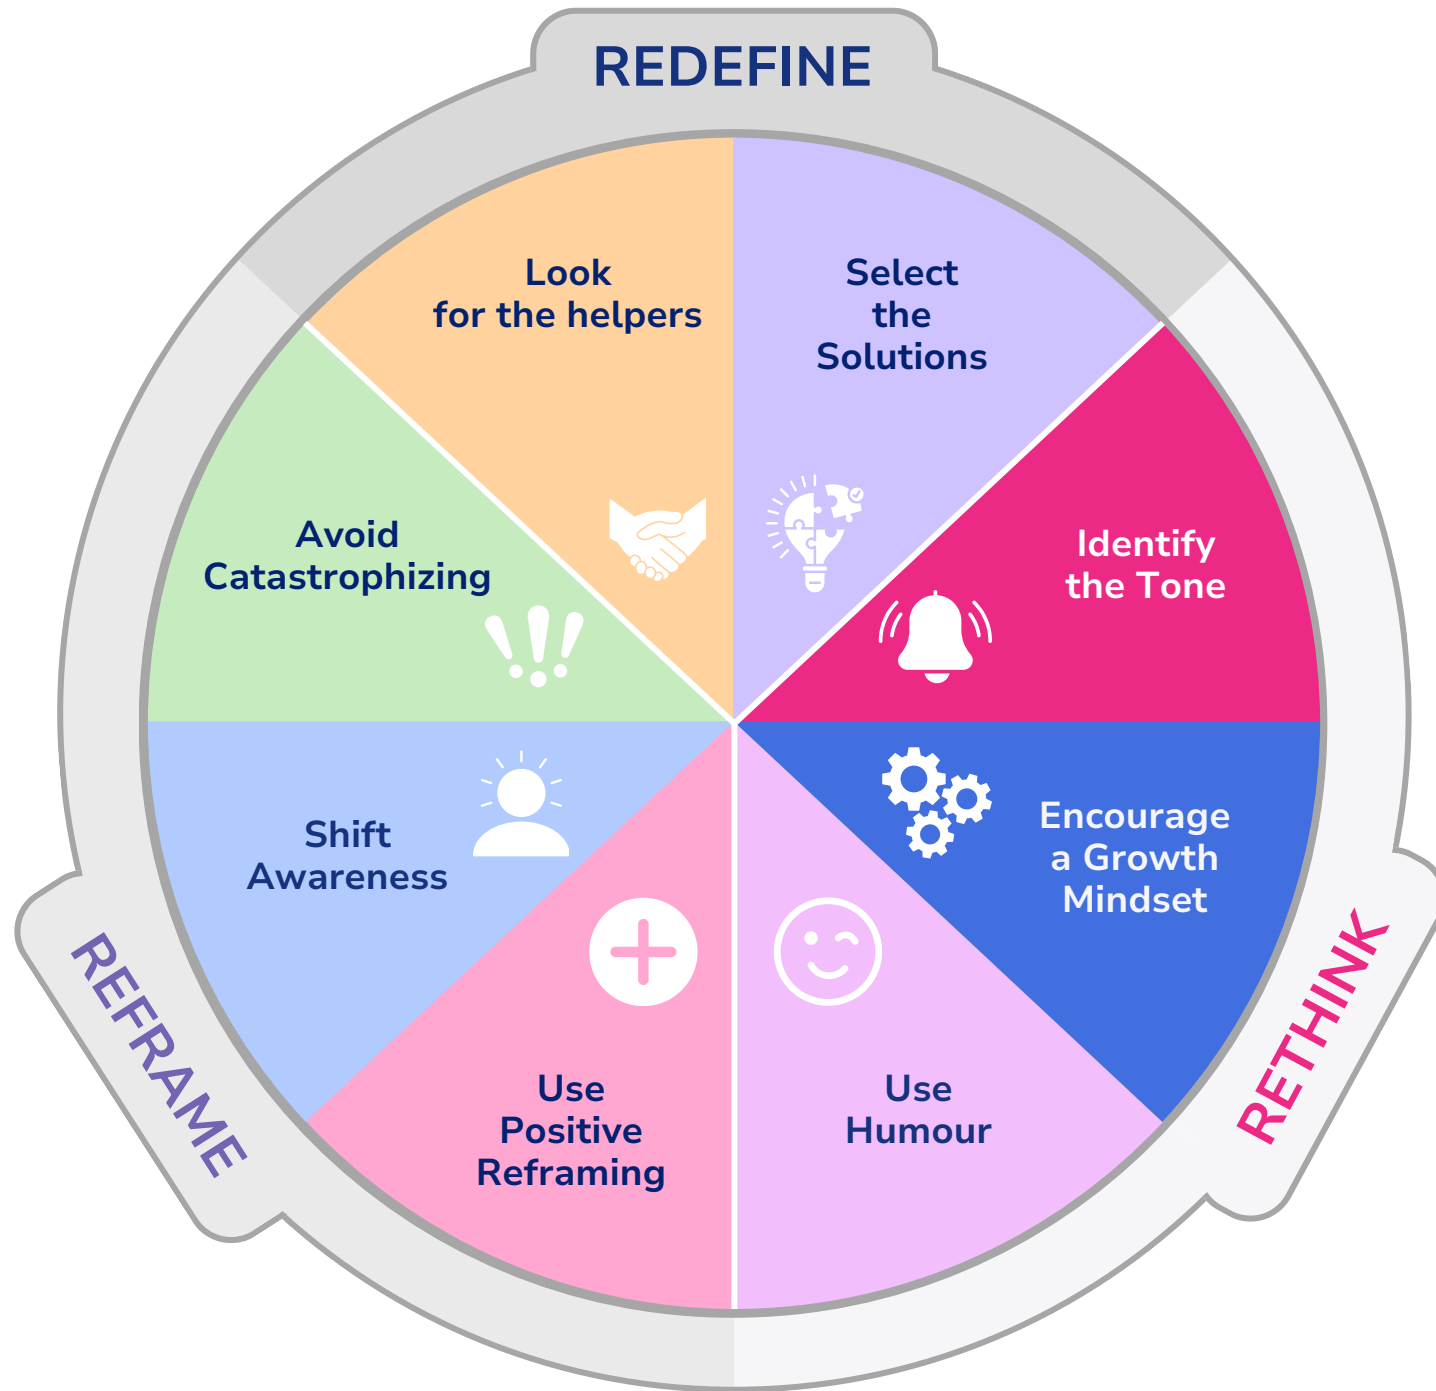 REDEFINE
Look
for the helpers
Select
the
Solutions
Identify
the Tone
Encourage
a Growth
Mindset
Use
Humour
Use
Positive
Reframing
Shift
Awareness
Avoid
Catastrophizing
REFRAME
RETHINK